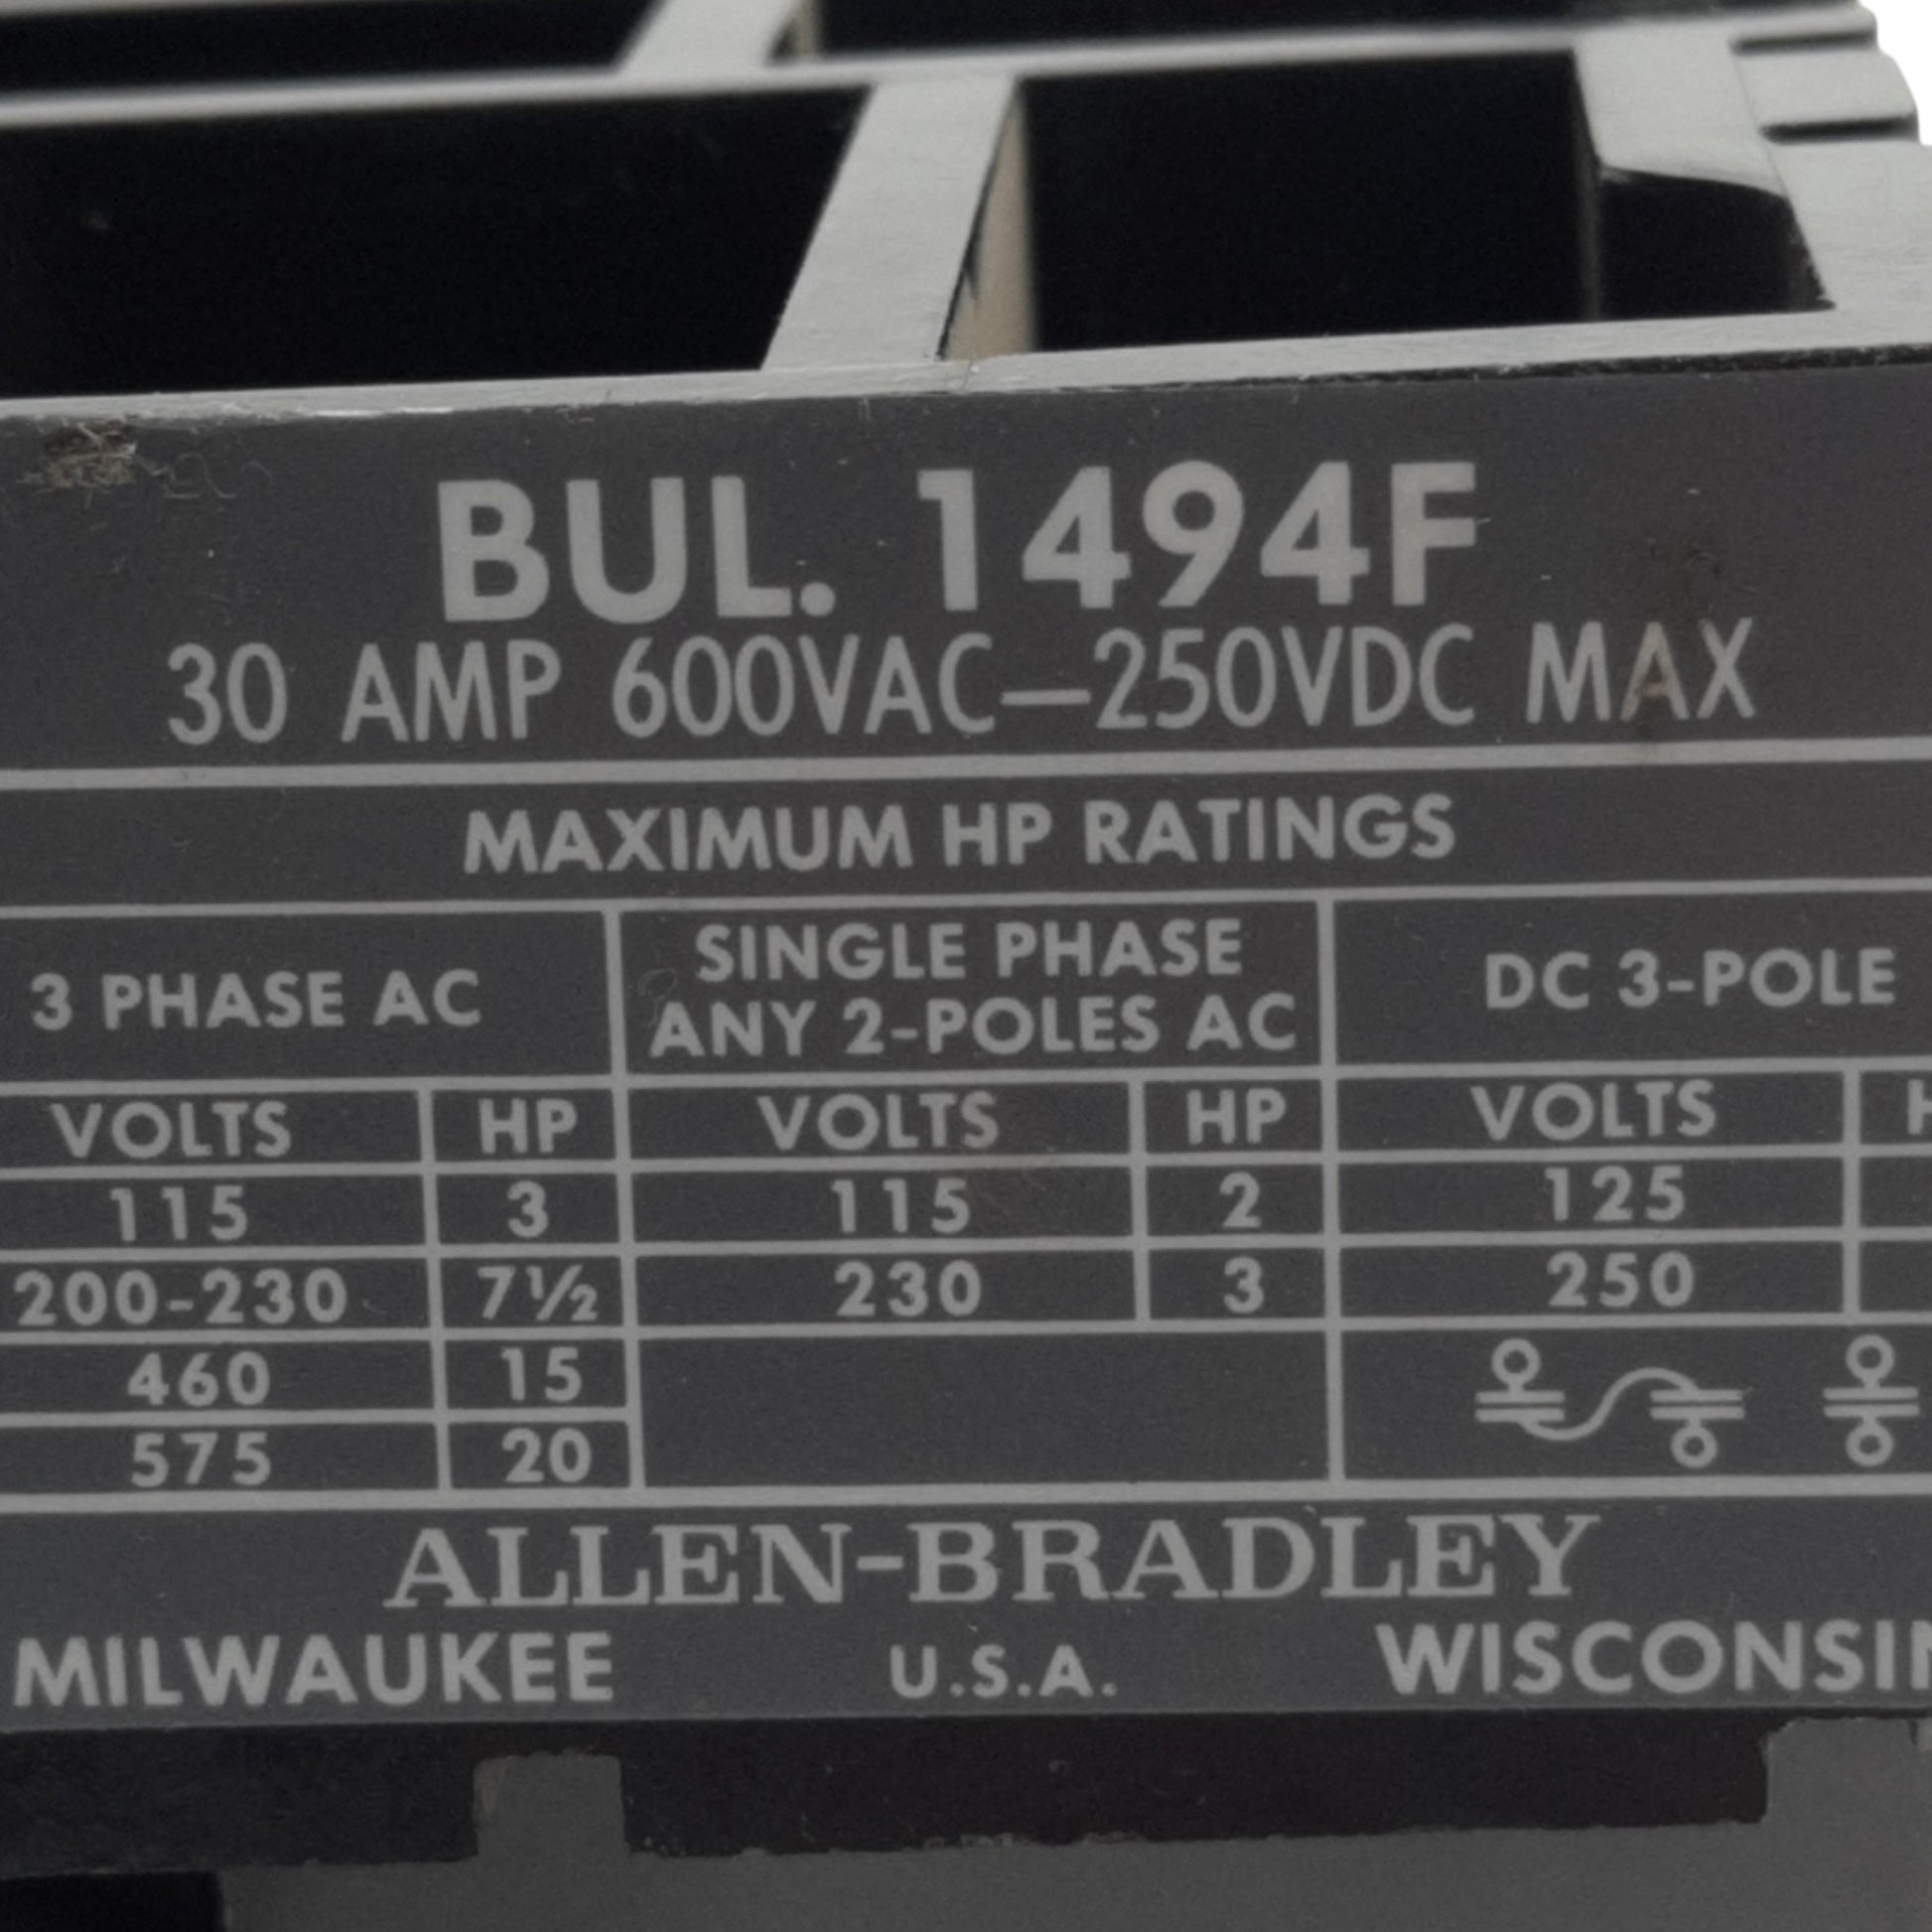 BUL. 1494F
30 AMP 600VAC—250VDC MAX
MAXIMUM HP RATINGS
3 PHASE AC
SINGLE PHASE
ANY 2-POLES AC
DC 3-POLE
VOLTS HP VOLTS HP VOLTS
115 3 115 2 125
200-230 7½ 230 3 250
460 15
575 20
ALLEN-BRADLEY
MILWAUKEE U.S.A. WISCONSIN